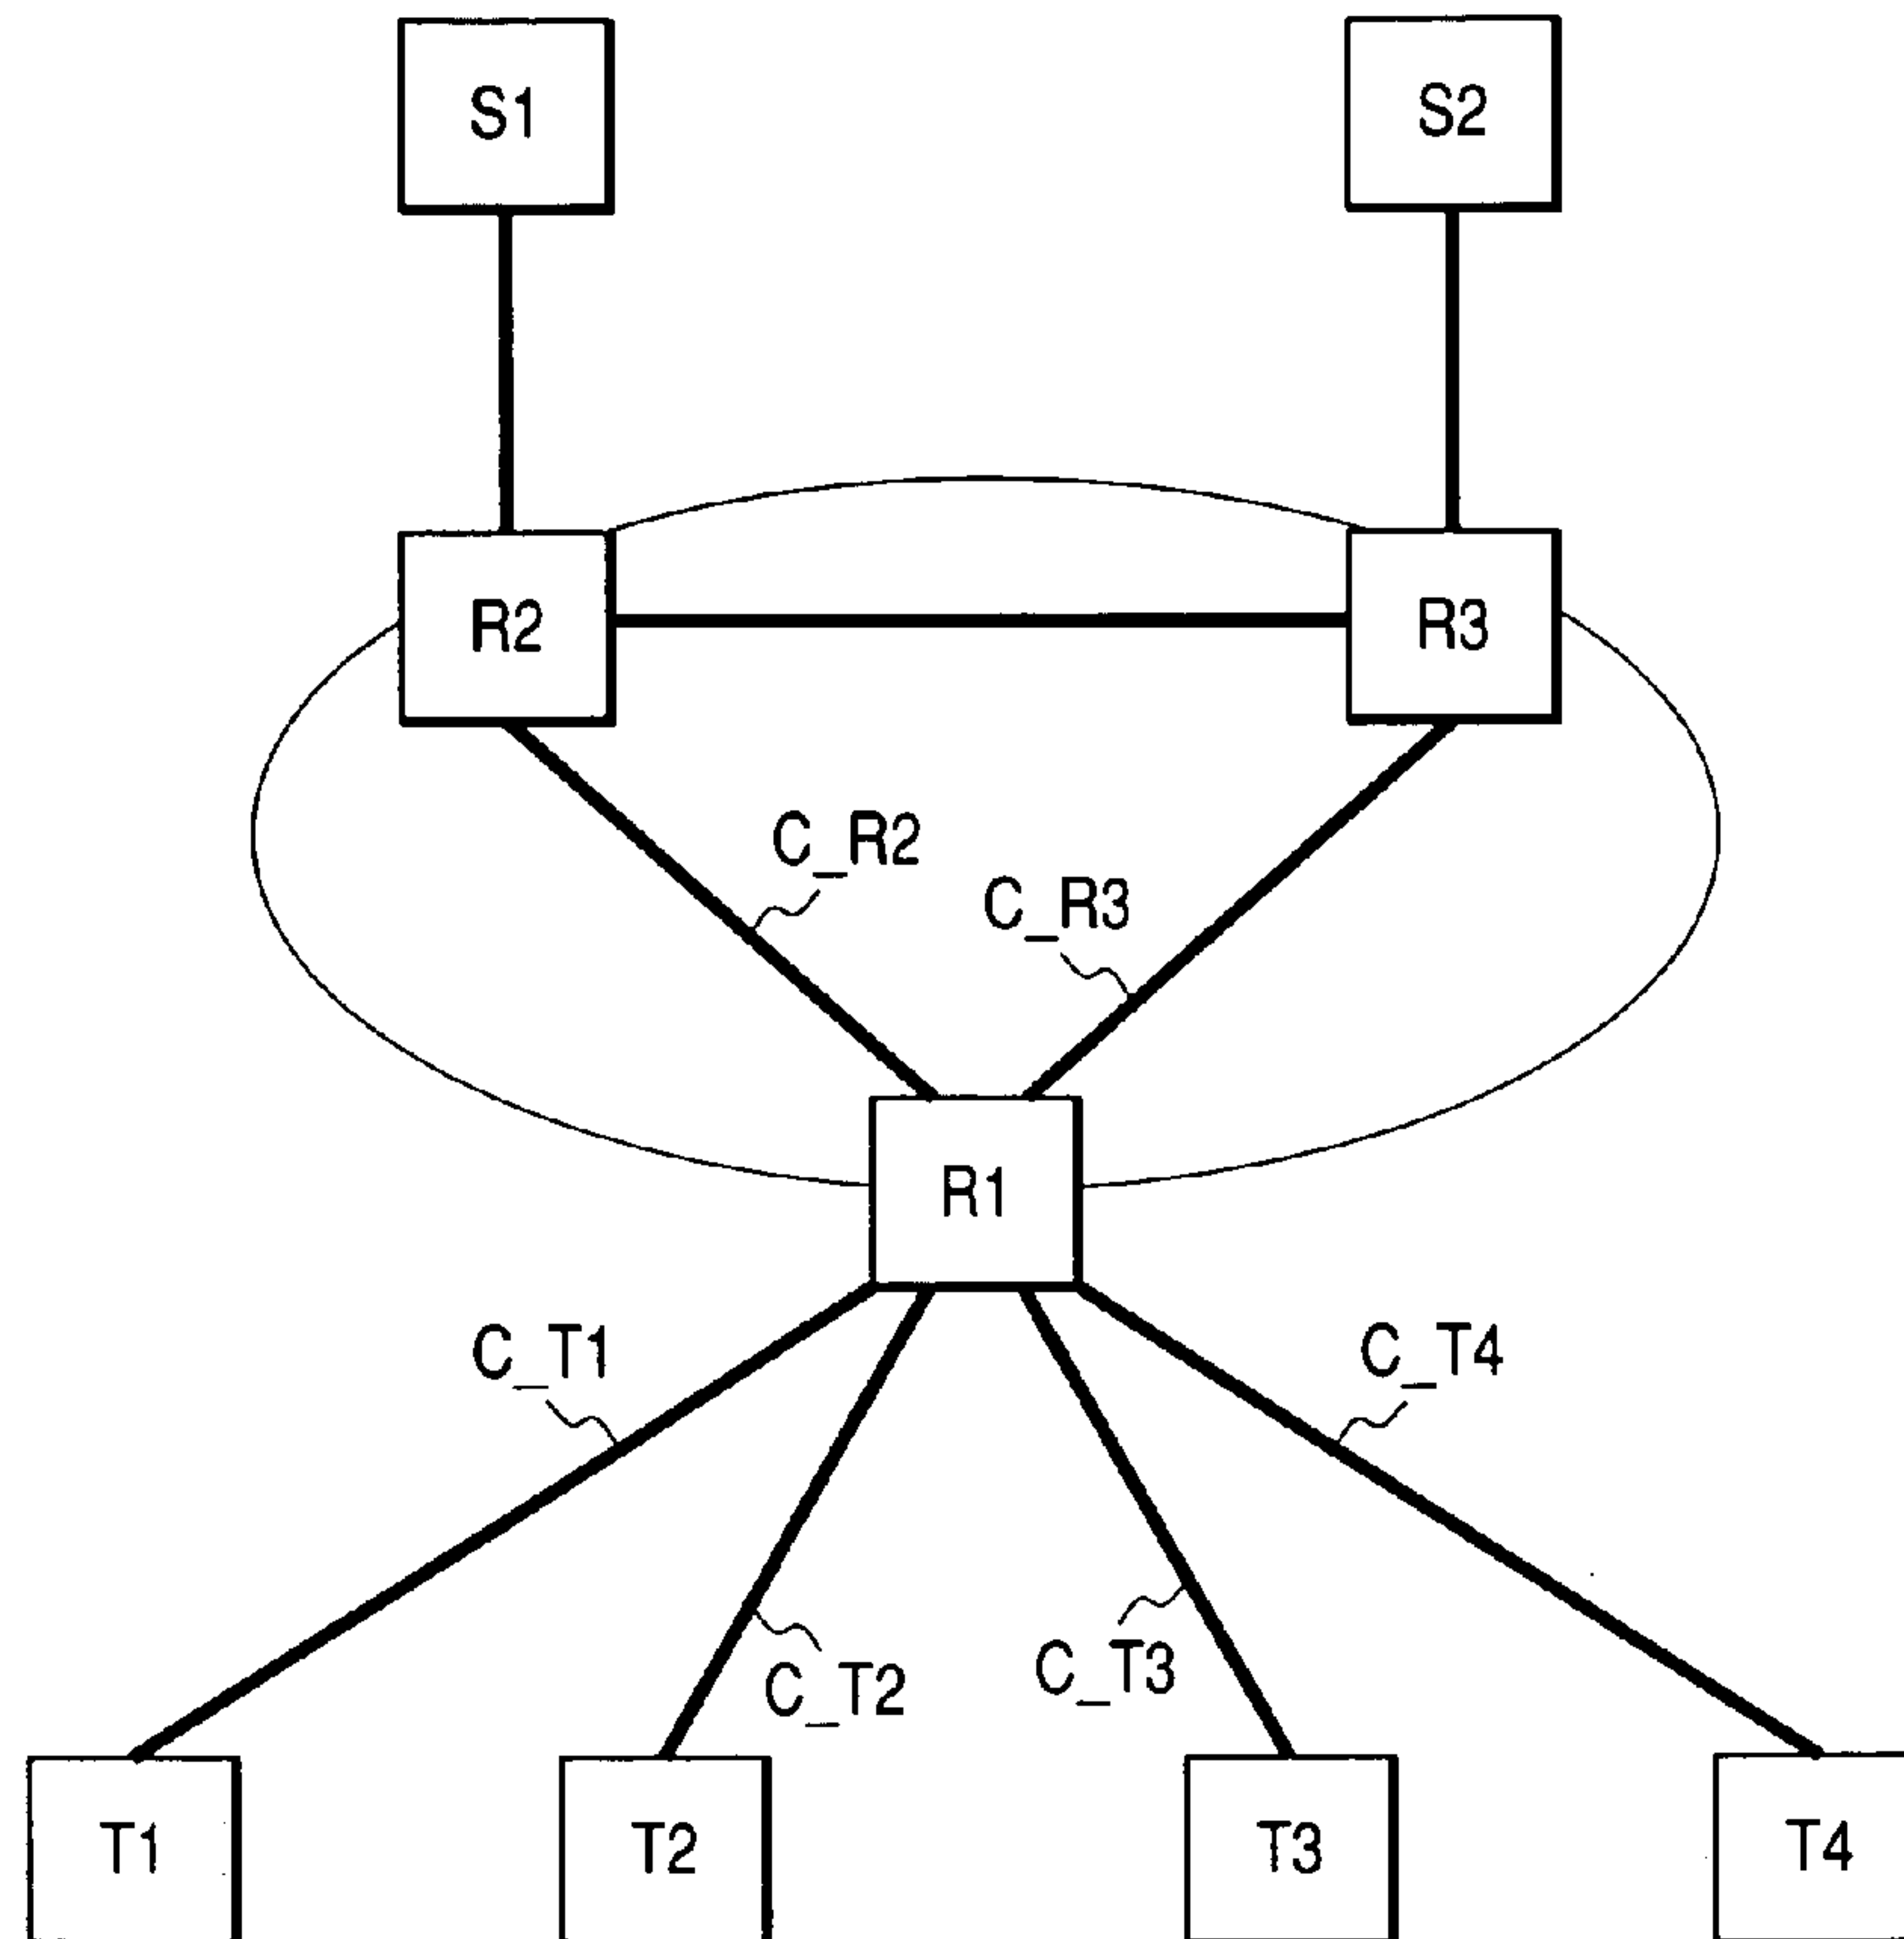 S1
S2
R2
R3
C_R2
C_R3
R1
C_T1
C_T4
C_T2
C_T3
T1
T2
T3
T4